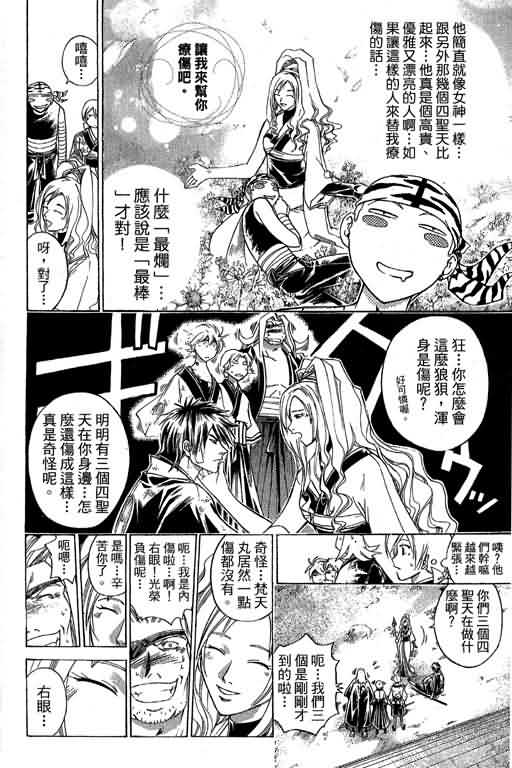 他簡直就像女神一樣…
跟另外那幾個四聖天比
起來…他真是個高貴、
優雅又漂亮的人啊…如
果讓這樣的人來替我療
傷的話…
讓我來幫你
療傷吧。
什麼「最爛」…
應該說是「最棒
」才對！
嘻嘻…
呀，對了…
狂…你怎麼會
這麼狼狽，渾
身是傷呢？
好可憐喔。
明明有三個四聖
天在你身邊…怎
麼還傷成這樣…
真是奇怪呢。
咦？他
們幹嘛
越來越
緊張…
你們三個四
聖天在做什
麼啊？
呃…我們三
個是剛剛才
到的啦…
奇怪…梵天
丸居然一點
傷都沒有。
呃…我是內
傷啦…啊！
右眼！光榮
負傷呢…
是嗎…辛
苦你了
呃嗯…
右眼…